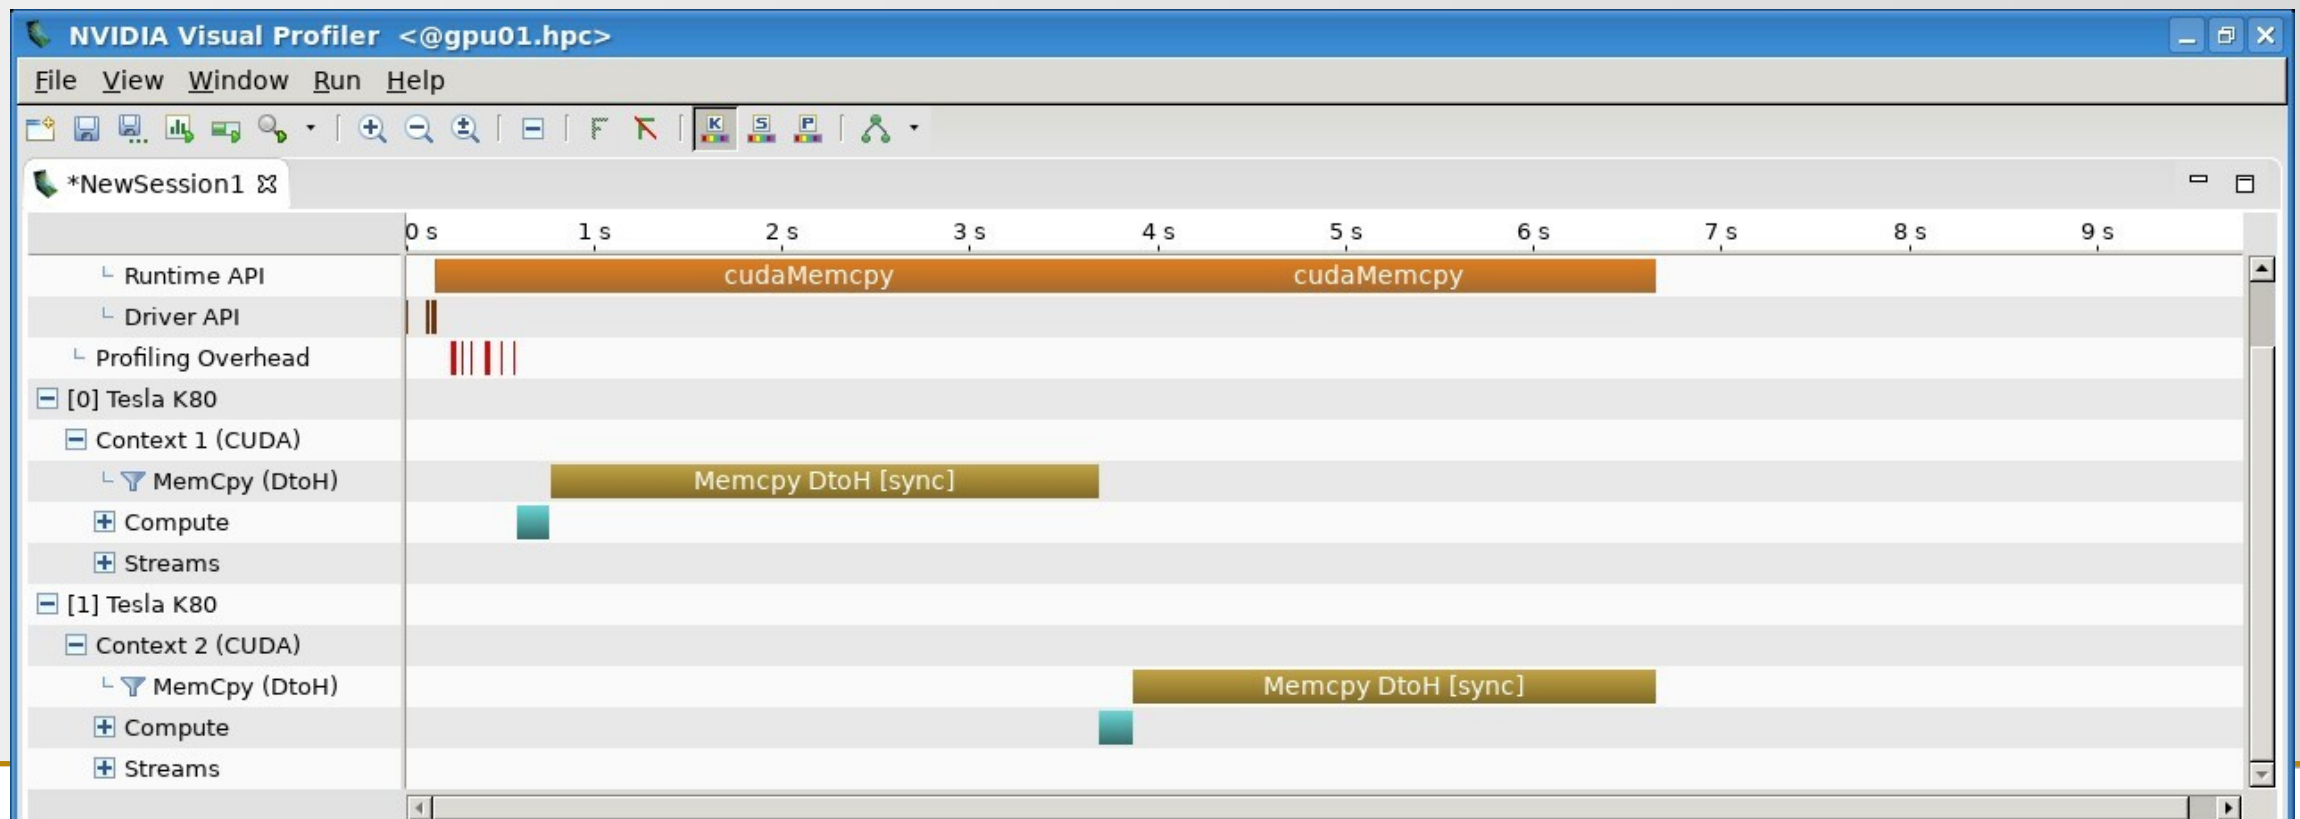 NVIDIA Visual Profiler <@gpu01.hpc>
File View Window Run Help
K S P
*NewSession1
0 s 1 s 2 s 3 s 4 s 5 s 6 s 7 s 8 s 9 s
Runtime API cudaMemcpy cudaMemcpy
Driver API
Profiling Overhead
[0] Tesla K80
Context 1 (CUDA)
MemCpy (DtoH) Memcpy DtoH [sync]
Compute
Streams
[1] Tesla K80
Context 2 (CUDA)
MemCpy (DtoH) Memcpy DtoH [sync]
Compute
Streams